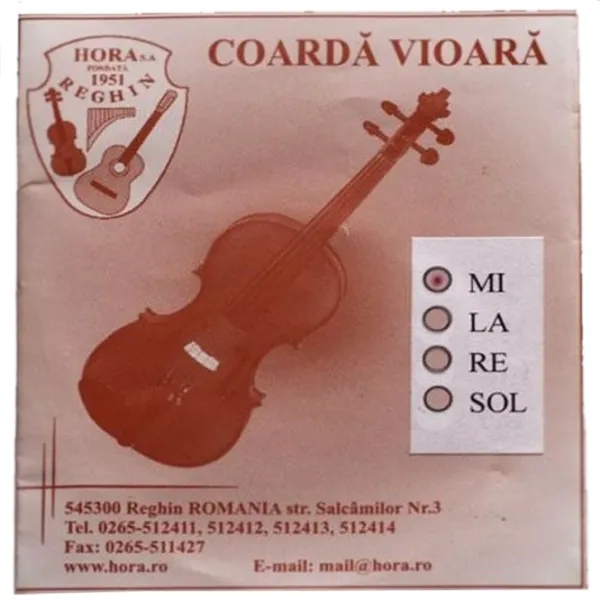 HORA S.A
FONDATĂ
1951
REGHIN
COARDĂ VIOARĂ
MI
LA
RE
SOL
545300 Reghin ROMANIA str. Salcâmilor Nr.3
Tel. 0265-512411, 512412, 512413, 512414
Fax: 0265-511427
www.hora.ro E-mail: mail@hora.ro